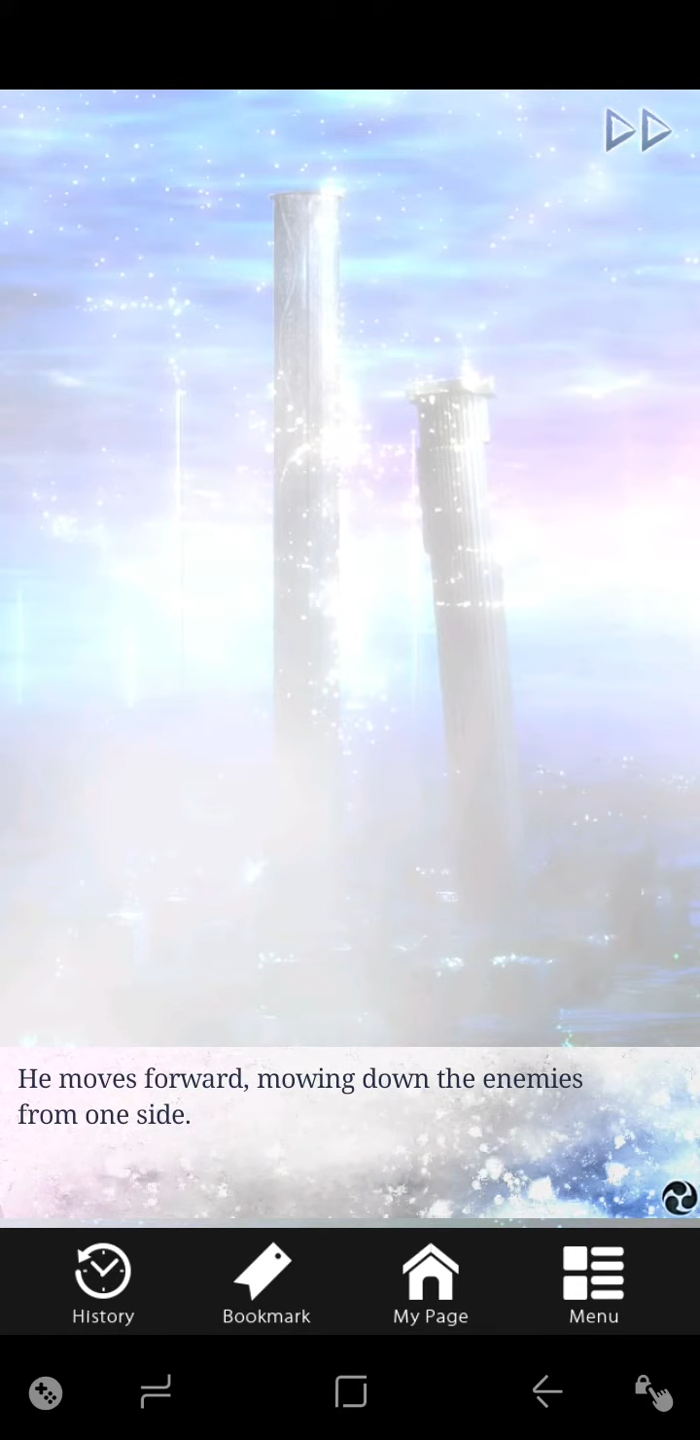 He moves forward, mowing down the enemies
from one side.
History
Bookmark
My Page
Menu